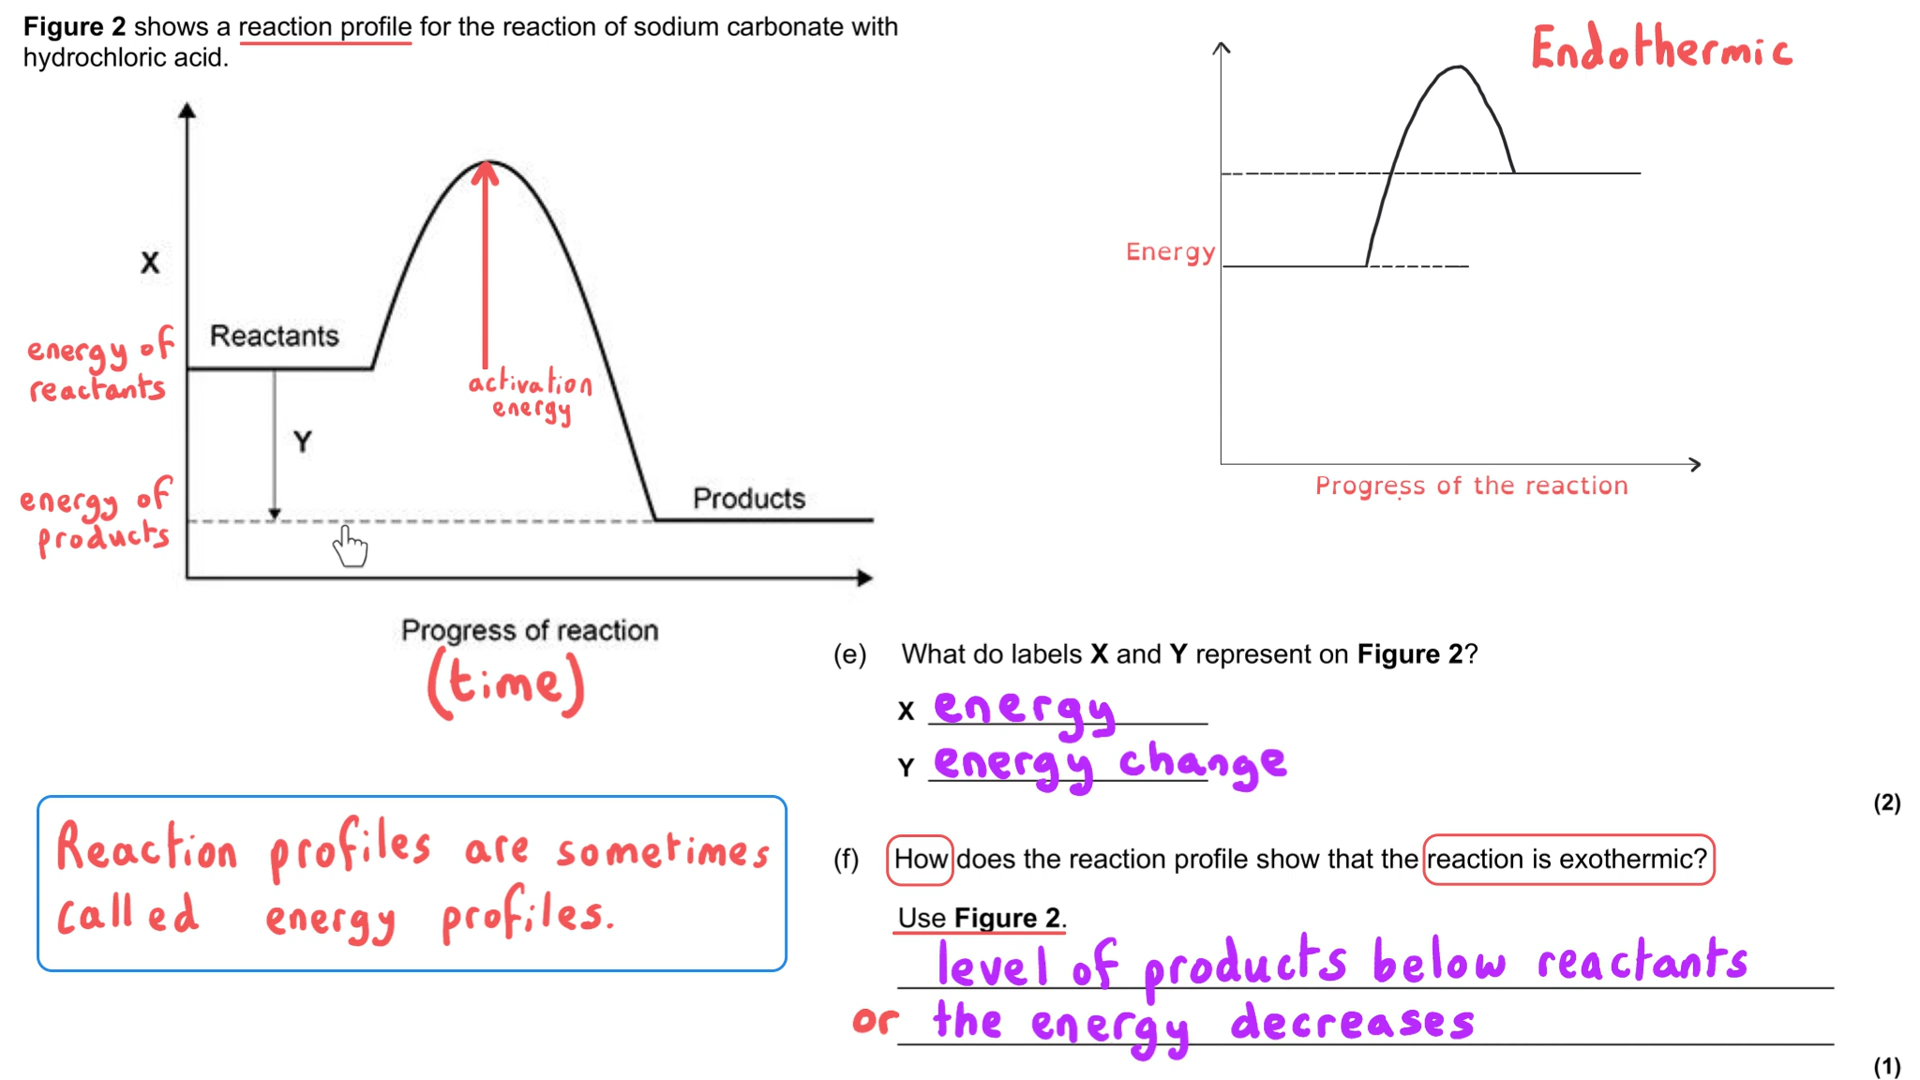 Figure 2 shows a reaction profile for the reaction of sodium carbonate with
hydrochloric acid.
X
Reactants
energy of
reactants
activation
energy
Y
energy of
products
Products
Progress of reaction
(time)
Reaction profiles are sometimes
called energy profiles.
Endothermic
Energy
Progress of the reaction
(e) What do labels X and Y represent on Figure 2?
X energy
Y energy change
(2)
(f) How does the reaction profile show that the reaction is exothermic?
Use Figure 2.
level of products below reactants
or the energy decreases
(1)